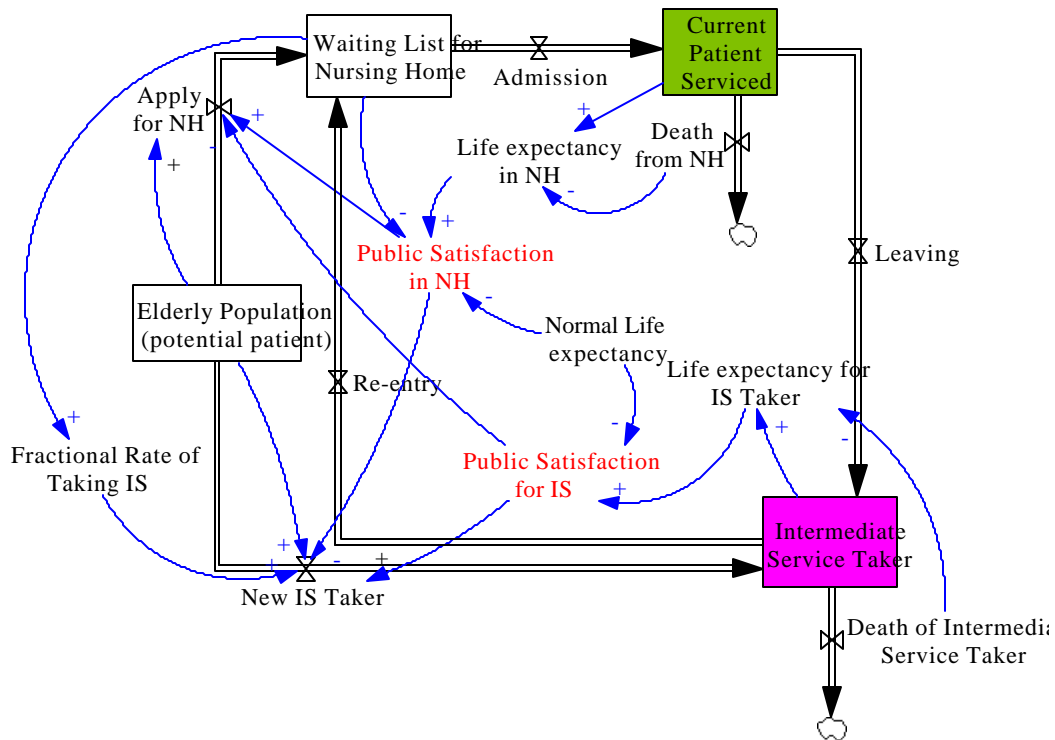 Waiting List for
Nursing Home
Admission
Current
Patient
Serviced
Apply
for NH
+
-
+
+
Life expectancy
in NH
Death
from NH
-
-
+
Public Satisfaction
in NH
Leaving
Elderly Population
(potential patient)
-
Normal Life
expectancy
Re-entry
Life expectancy for
IS Taker
+
Fractional Rate of
Taking IS
-
+
-
Public Satisfaction
for IS
+
Intermediate
Service Taker
+
+
-
+
New IS Taker
Death of Intermedia
Service Taker